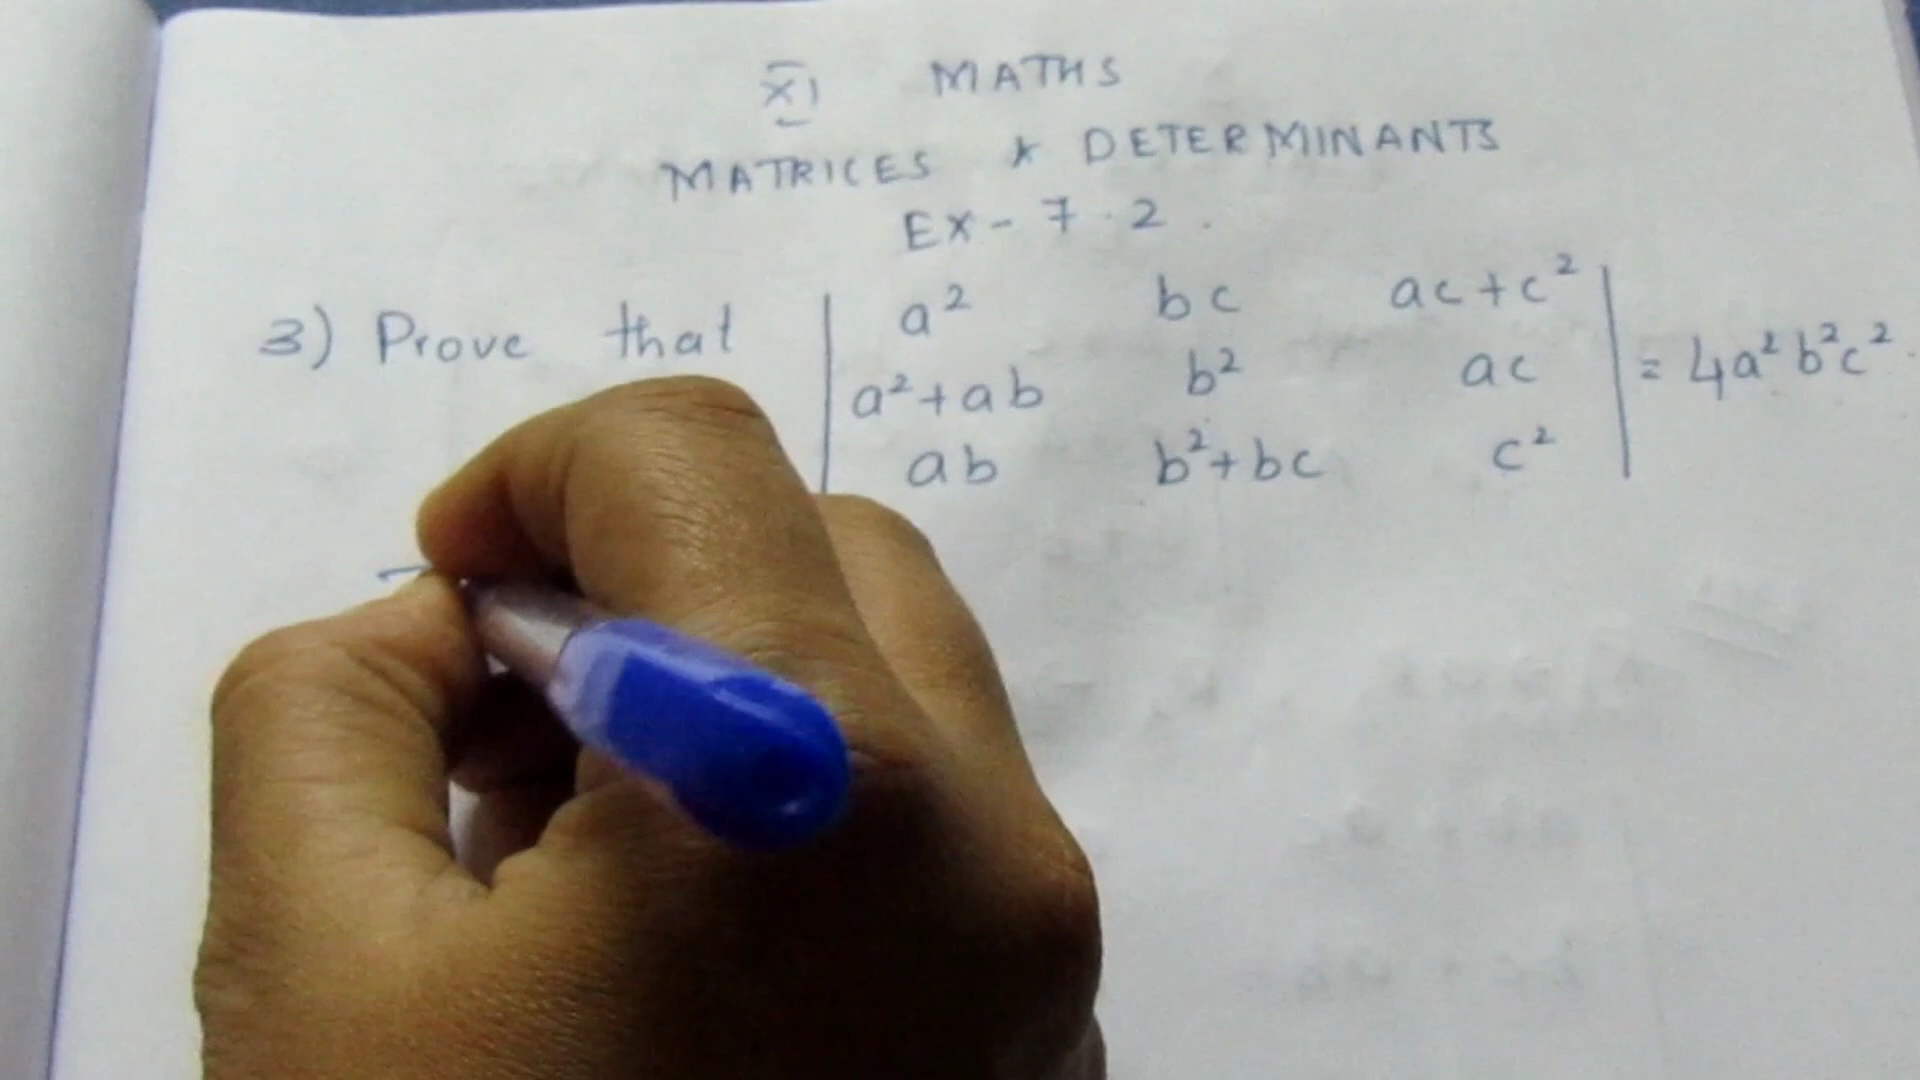 XI MATHS
MATRICES & DETERMINANTS
Ex - 7.2.
3) Prove that | a² bc ac+c² |
| a²+ab b² ac | = 4a²b²c².
| ab b²+bc c² |